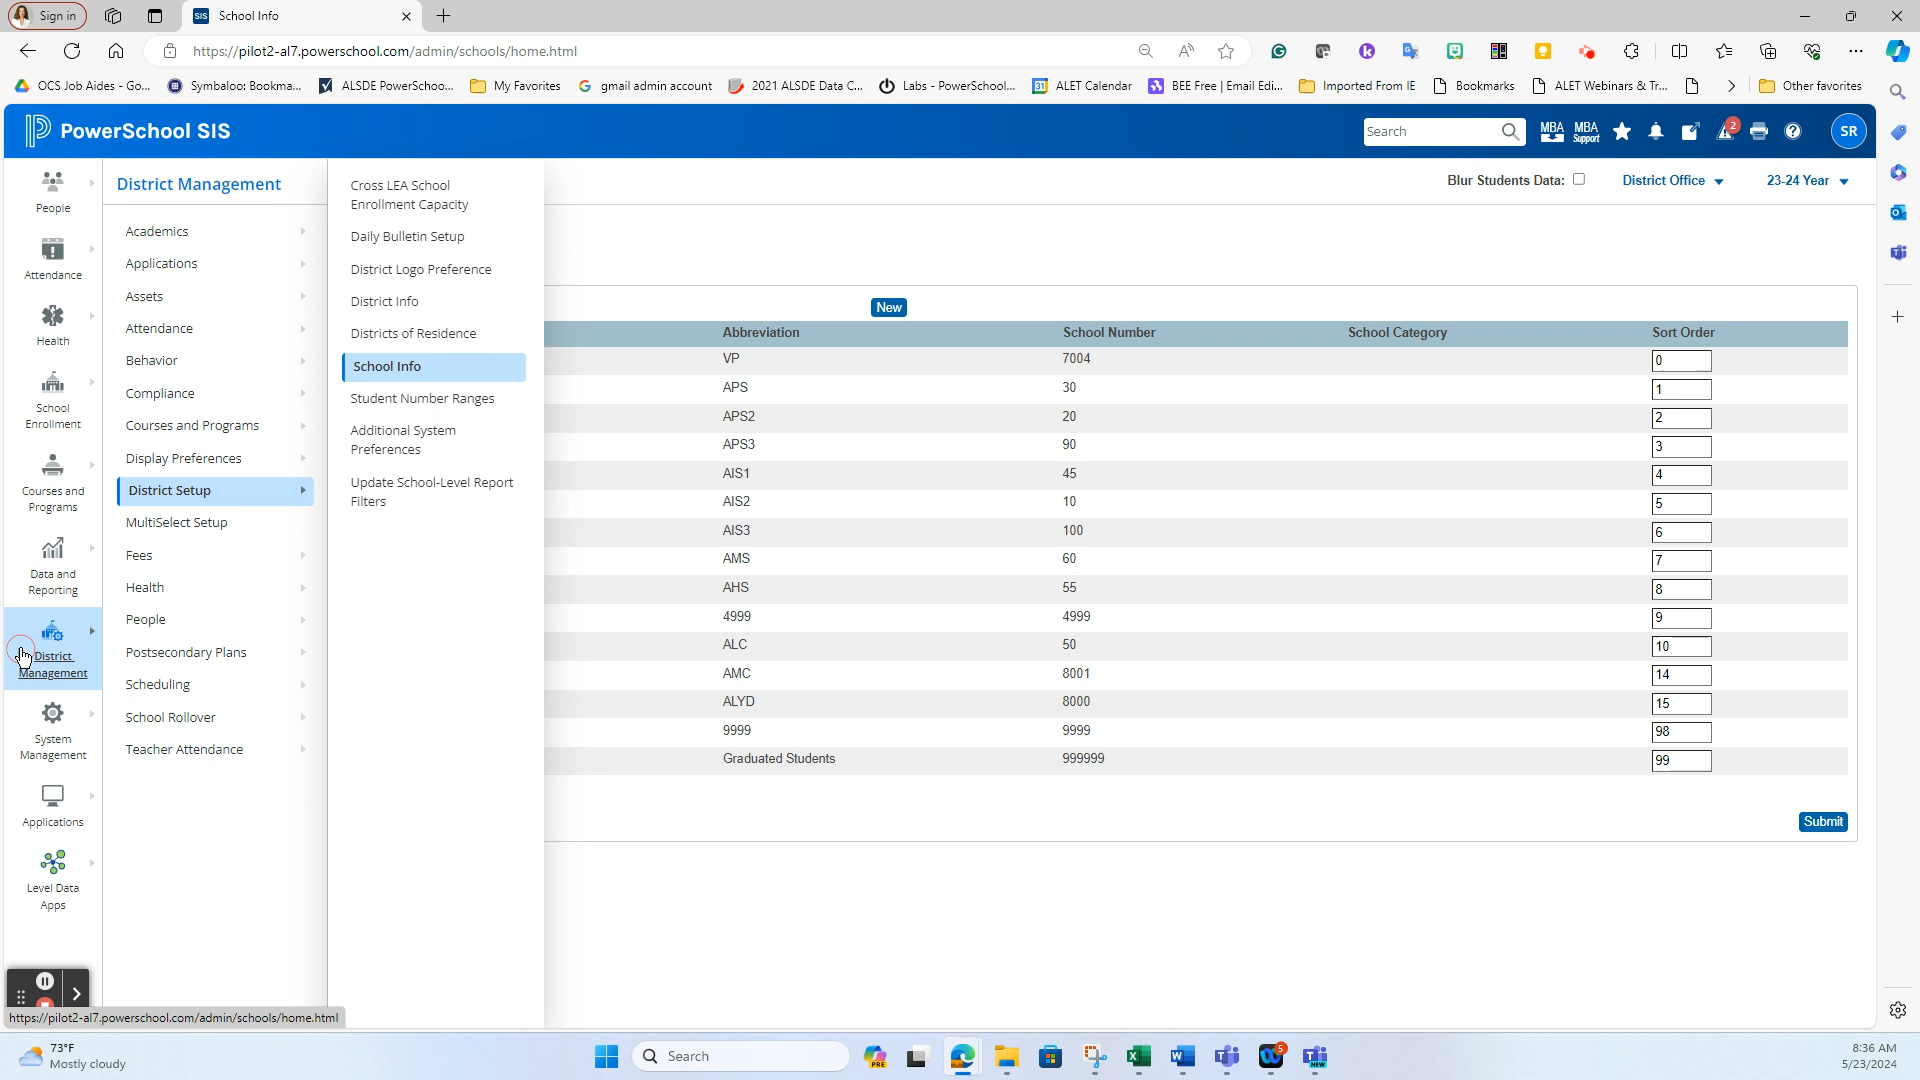 Sign in
School Info
https://pilot2-al7.powerschool.com/admin/schools/home.html
OCS Job Aides - Go...
Symbaloo: Bookma...
ALSDE PowerSchoo...
My Favorites
gmail admin account
2021 ALSDE Data C...
Labs - PowerSchool...
ALET Calendar
BEE Free | Email Edi...
Imported From IE
Bookmarks
ALET Webinars & Tr...
Other favorites
PowerSchool SIS
Search
MBA
MBA
Support
2
SR
People
Attendance
Health
School
Enrollment
Courses and
Programs
Data and
Reporting
District
Management
System
Management
Applications
Level Data
Apps
District Management
Academics
Applications
Assets
Attendance
Behavior
Compliance
Courses and Programs
Display Preferences
District Setup
MultiSelect Setup
Fees
Health
People
Postsecondary Plans
Scheduling
School Rollover
Teacher Attendance
Cross LEA School
Enrollment Capacity
Daily Bulletin Setup
District Logo Preference
District Info
Districts of Residence
School Info
Student Number Ranges
Additional System
Preferences
Update School-Level Report
Filters
Blur Students Data:
District Office
23-24 Year
New
Abbreviation School Number School Category Sort Order
VP 7004 0
APS 30 1
APS2 20 2
APS3 90 3
AIS1 45 4
AIS2 10 5
AIS3 100 6
AMS 60 7
AHS 55 8
4999 4999 9
ALC 50 10
AMC 8001 14
ALYD 8000 15
9999 9999 98
Graduated Students 999999 99
Submit
https://pilot2-al7.powerschool.com/admin/schools/home.html
73°F
Mostly cloudy
Search
PRE
5
NEW
8:36 AM
5/23/2024